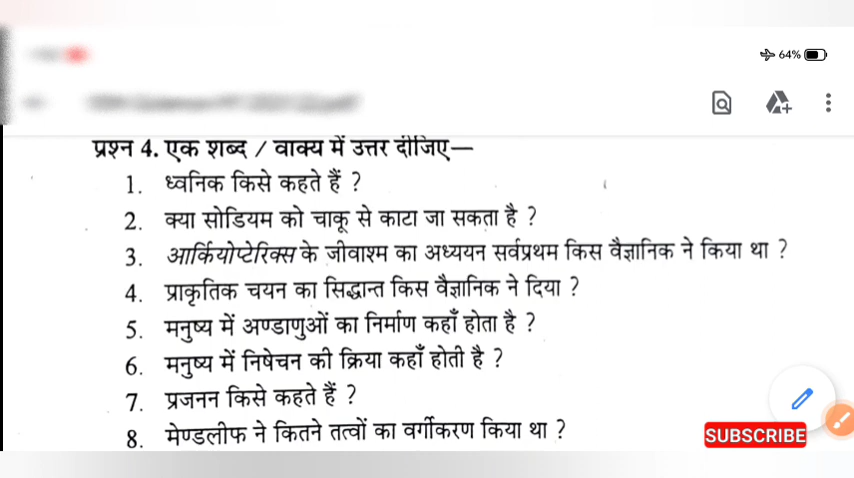 64%
प्रश्न 4. एक शब्द / वाक्य में उत्तर दीजिए—
1. ध्वनिक किसे कहते हैं ?
2. क्या सोडियम को चाकू से काटा जा सकता है ?
3. आर्कियोप्टेरिक्स के जीवाश्म का अध्ययन सर्वप्रथम किस वैज्ञानिक ने किया था ?
4. प्राकृतिक चयन का सिद्धान्त किस वैज्ञानिक ने दिया ?
5. मनुष्य में अण्डाणुओं का निर्माण कहाँ होता है ?
6. मनुष्य में निषेचन की क्रिया कहाँ होती है ?
7. प्रजनन किसे कहते हैं ?
8. मेण्डलीफ ने कितने तत्वों का वर्गीकरण किया था ?
SUBSCRIBE